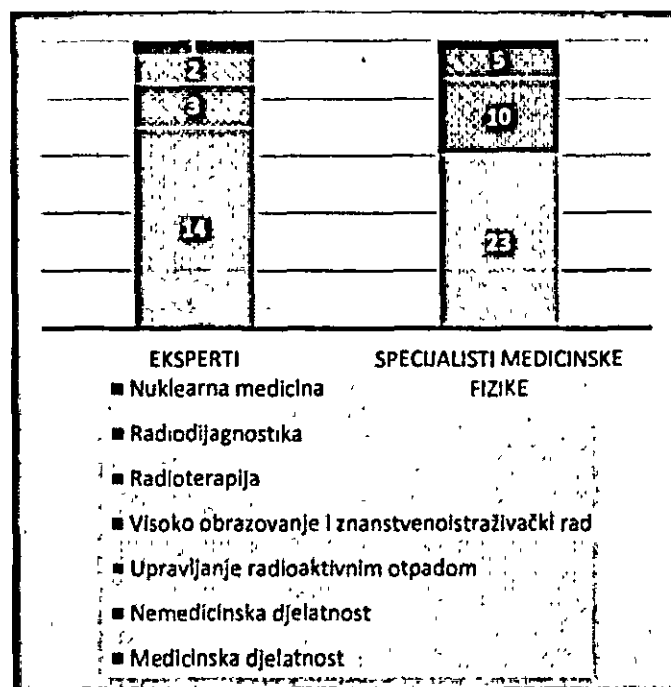 1
2
3
14
5
10
23
EKSPERTI
SPECIJALISTI MEDICINSKE
FIZIKE
■ Nuklearna medicina
■ Radiodijagnostika
■ Radioterapija
■ Visoko obrazovanje i znanstvenoistraživački rad
■ Upravljanje radioaktivnim otpadom
■ Nemedicinska djelatnost
■ Medicinska djelatnost